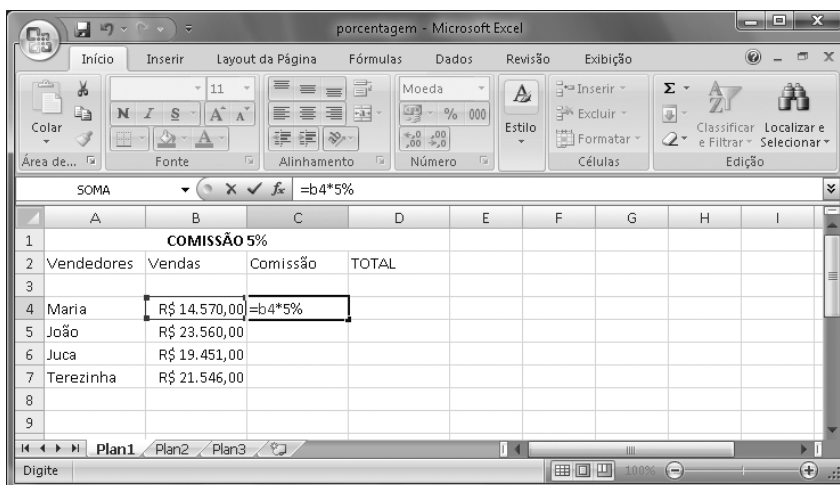 porcentagem - Microsoft Excel
Início Inserir Layout da Página Fórmulas Dados Revisão Exibição
11 Moeda Inserir Σ
Colar N I S A A % 000 Estilo Excluir Classificar e Filtrar Localizar e Selecionar
A Formatar
Área de... Fonte Alinhamento Número Células Edição
SOMA fx =b4*5%
A B C D E F G H I
1 COMISSÃO 5%
2 Vendedores Vendas Comissão TOTAL
3
4 Maria R$ 14.570,00 =b4*5%
5 João R$ 23.560,00
6 Juca R$ 19.451,00
7 Terezinha R$ 21.546,00
8
9
Plan1 Plan2 Plan3
Digite 100%